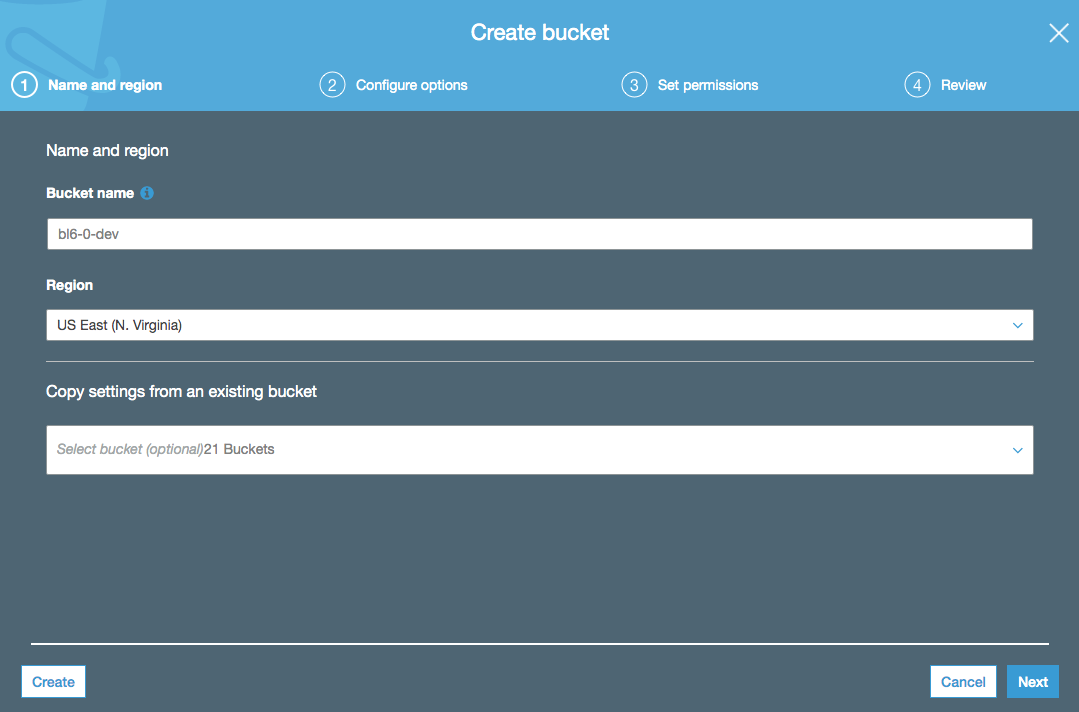 Create bucket
1 Name and region 2 Configure options 3 Set permissions 4 Review
Name and region
Bucket name
bl6-0-dev
Region
US East (N. Virginia)
Copy settings from an existing bucket
Select bucket (optional)21 Buckets
Create Cancel Next